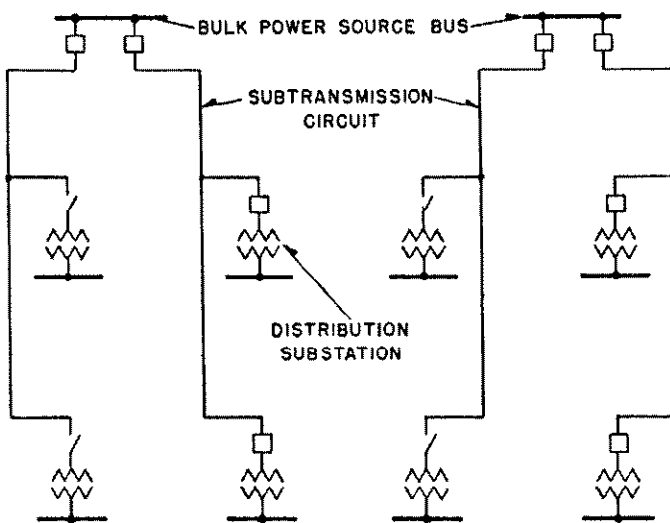 BULK POWER SOURCE BUS
SUBTRANSMISSION
CIRCUIT
DISTRIBUTION
SUBSTATION